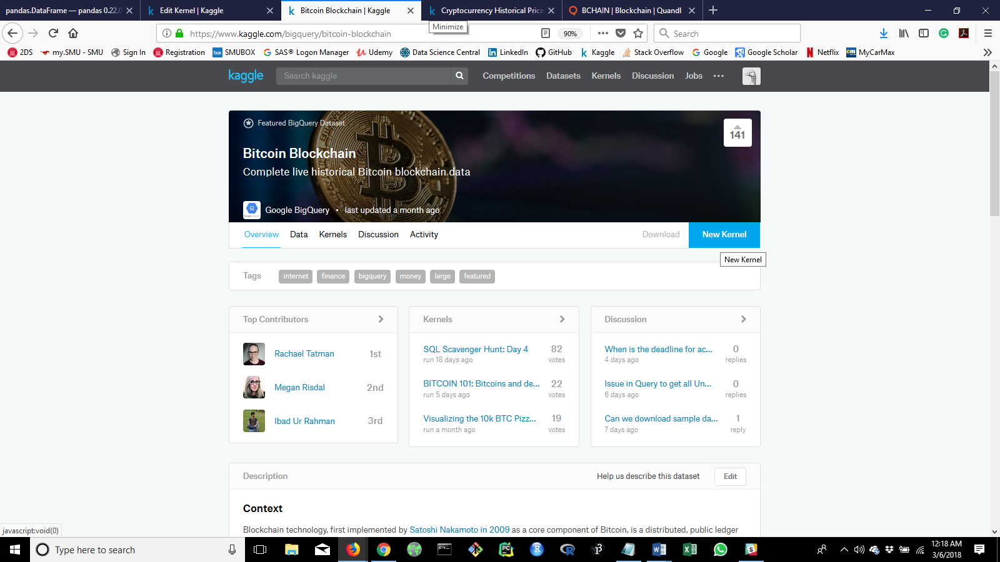 pandas.DataFrame — pandas 0.22.0
Edit Kernel | Kaggle
Bitcoin Blockchain | Kaggle
Cryptocurrency Historical Price
BCHAIN | Blockchain | Quandl
Minimize
https://www.kaggle.com/bigquery/bitcoin-blockchain
90%
Search
2DS
my.SMU - SMU
Sign In
Registration
box
SMUBOX
SAS® Logon Manager
Udemy
Data Science Central
LinkedIn
GitHub
Kaggle
Stack Overflow
Google
Google Scholar
Netflix
MyCarMax
kaggle
Search kaggle
Competitions
Datasets
Kernels
Discussion
Jobs
Featured BigQuery Dataset
141
Bitcoin Blockchain
Complete live historical Bitcoin blockchain data
Google BigQuery • last updated a month ago
Overview
Data
Kernels
Discussion
Activity
Download
New Kernel
New Kernel
Tags
internet
finance
bigquery
money
large
featured
Top Contributors
Rachael Tatman
1st
Megan Risdal
2nd
Ibad Ur Rahman
3rd
Kernels
SQL Scavenger Hunt: Day 4
run 18 days ago
82
votes
BITCOIN 101: Bitcoins and de...
run 5 days ago
22
votes
Visualizing the 10k BTC Pizz...
run a month ago
19
votes
Discussion
When is the deadline for ac...
4 days ago
0
replies
Issue in Query to get all Un...
6 days ago
0
replies
Can we download sample da...
7 days ago
1
reply
Description
Help us describe this dataset
Edit
Context
Blockchain technology, first implemented by Satoshi Nakamoto in 2009 as a core component of Bitcoin, is a distributed, public ledger
javascript:void(0)
Type here to search
12:18 AM
3/6/2018